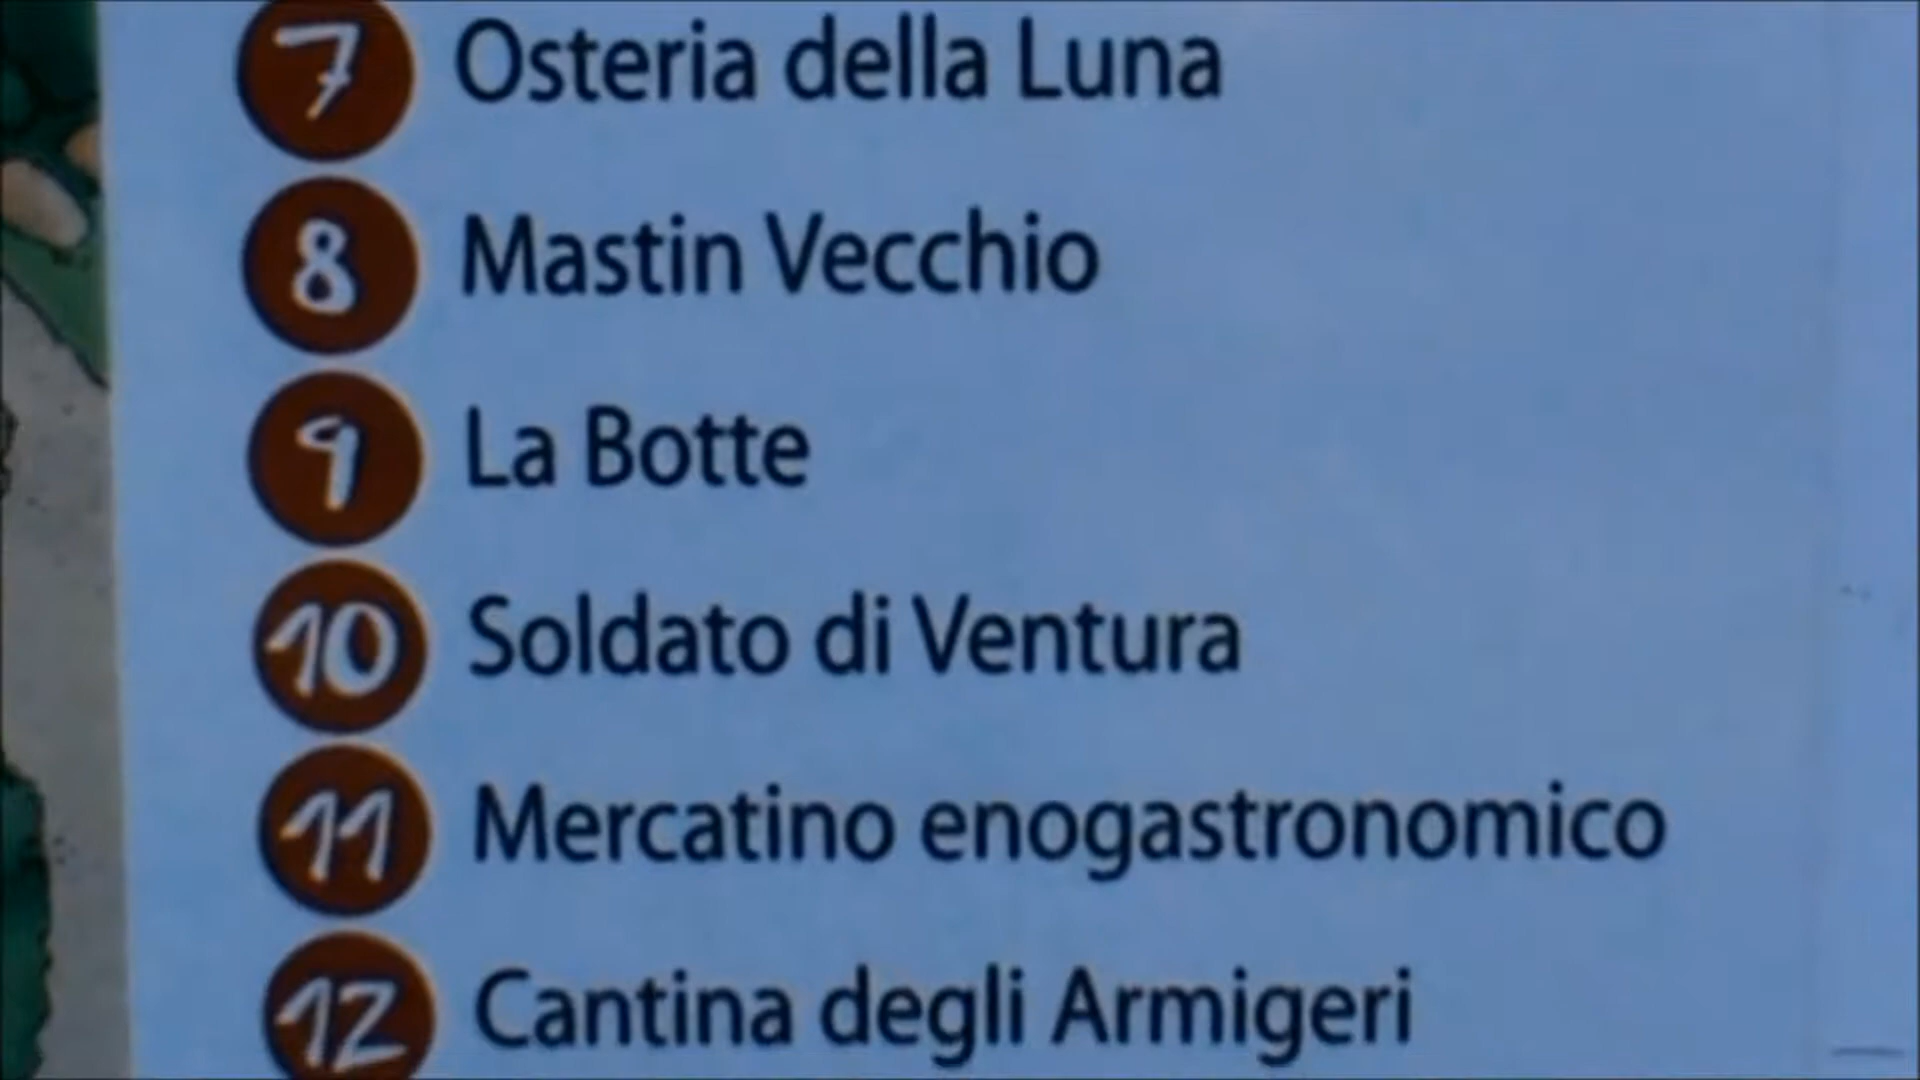 7 Osteria della Luna
8 Mastin Vecchio
9 La Botte
10 Soldato di Ventura
11 Mercatino enogastronomico
12 Cantina degli Armigeri